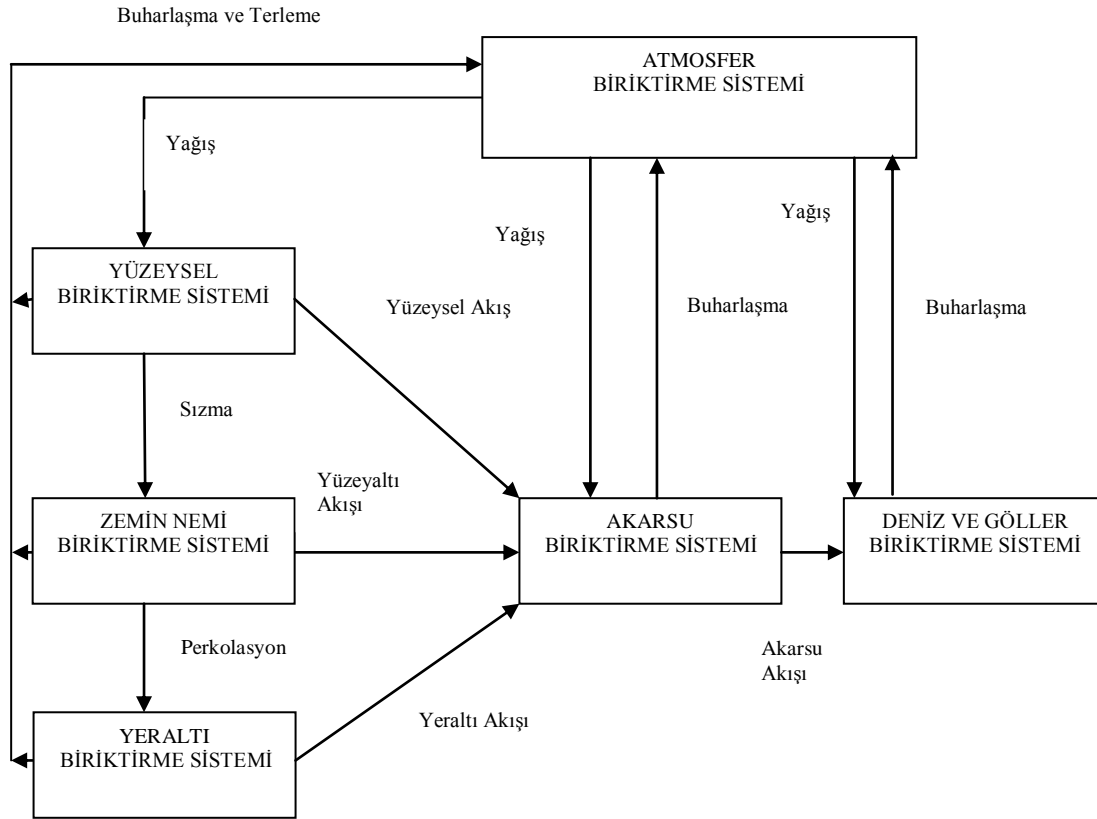 Buharlaşma ve Terleme
ATMOSFER
BİRİKTİRME SİSTEMİ
Yağış
Yağış
Yağış
YÜZEYSEL
BİRİKTİRME SİSTEMİ
Yüzeysel Akış
Buharlaşma
Buharlaşma
Sızma
Yüzeyaltı
Akışı
ZEMİN NEMİ
BİRİKTİRME SİSTEMİ
AKARSU
BİRİKTİRME SİSTEMİ
DENİZ VE GÖLLER
BİRİKTİRME SİSTEMİ
Perkolasyon
Akarsu
Akışı
Yeraltı Akışı
YERALTI
BİRİKTİRME SİSTEMİ